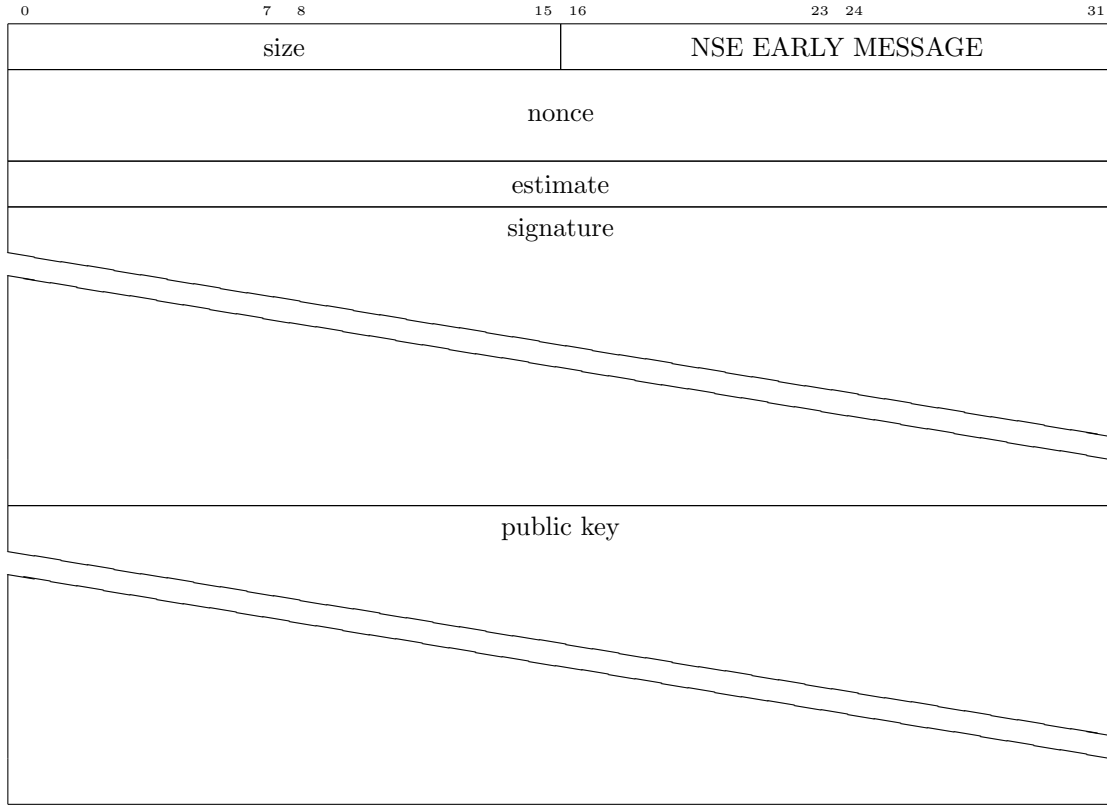 0 7 8 15 16 23 24 31
size NSE EARLY MESSAGE
nonce
estimate
signature
public key